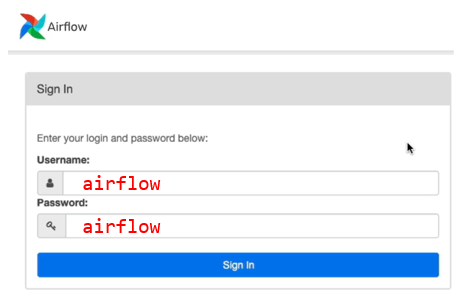 Airflow
Sign In
Enter your login and password below:
Username:
airflow
Password:
airflow
Sign In